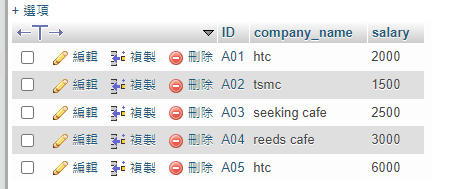 + 選項
←T→ ▼ ID company_name salary
編輯 複製 刪除 A01 htc 2000
編輯 複製 刪除 A02 tsmc 1500
編輯 複製 刪除 A03 seeking cafe 2500
編輯 複製 刪除 A04 reeds cafe 3000
編輯 複製 刪除 A05 htc 6000